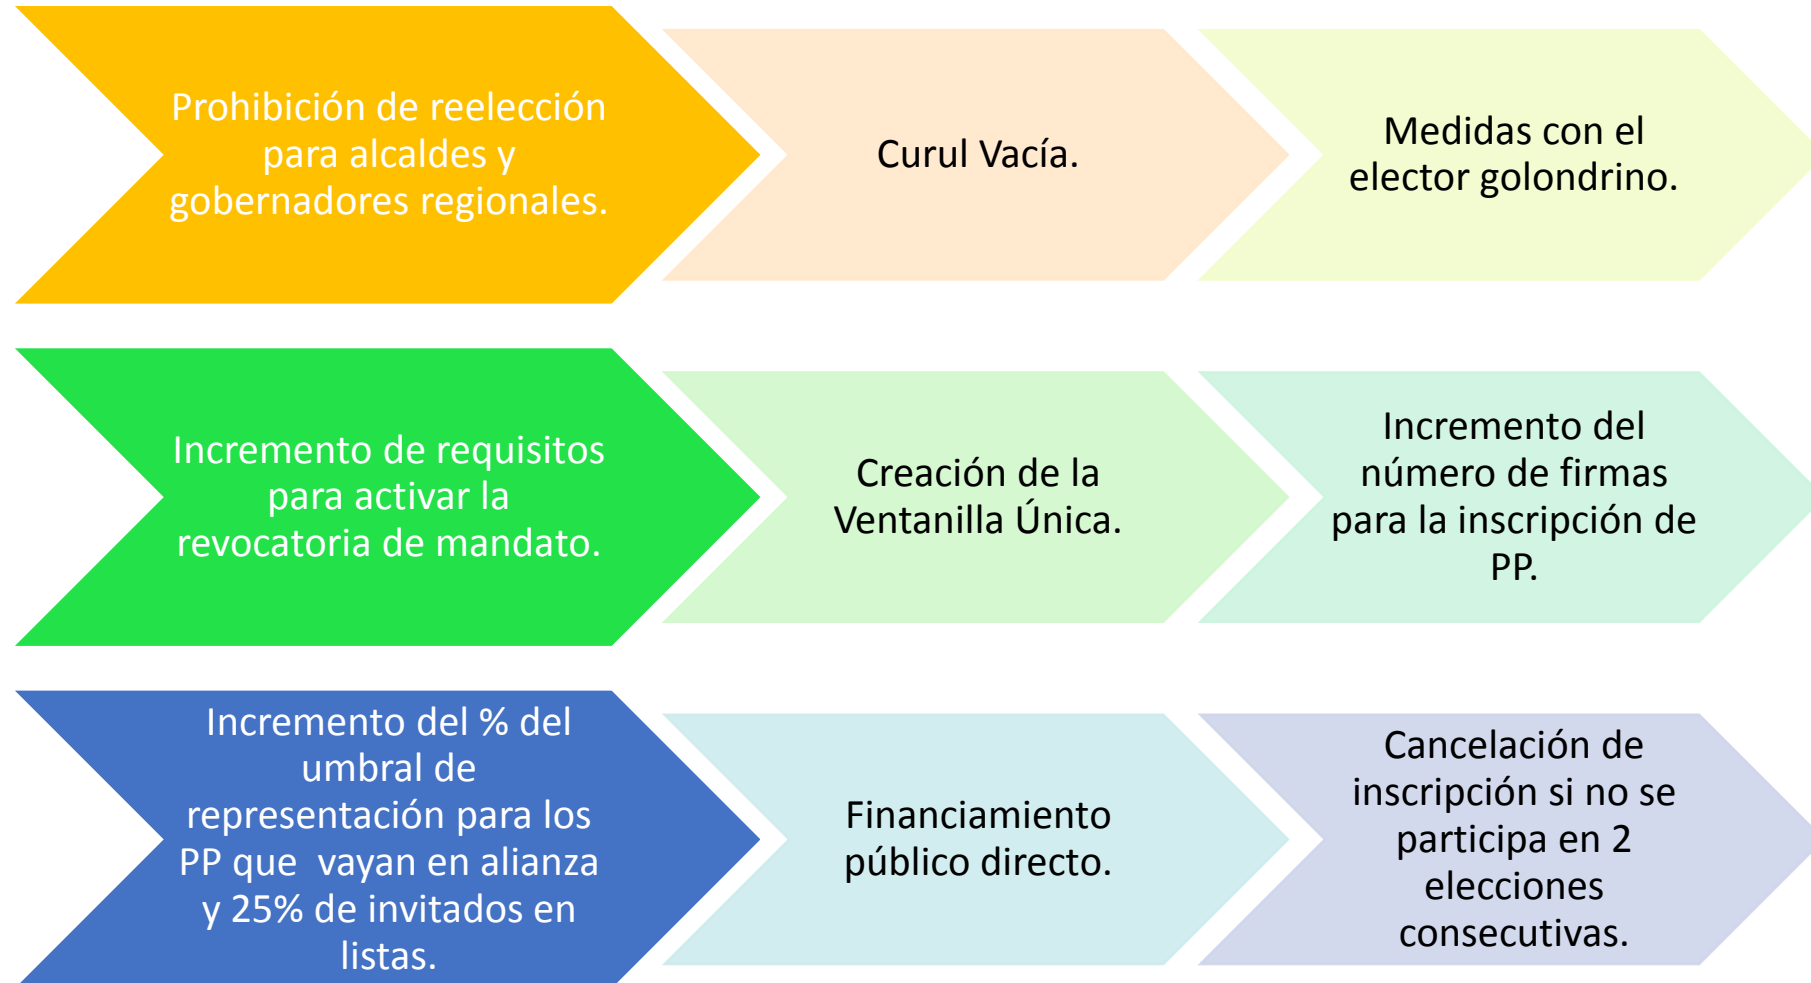 Prohibición de reelección
para alcaldes y
gobernadores regionales.
Curul Vacía.
Medidas con el
elector golondrino.
Incremento de requisitos
para activar la
revocatoria de mandato.
Creación de la
Ventanilla Única.
Incremento del
número de firmas
para la inscripción de
PP.
Incremento del % del
umbral de
representación para los
PP que  vayan en alianza
y 25% de invitados en
listas.
Financiamiento
público directo.
Cancelación de
inscripción si no se
participa en 2
elecciones
consecutivas.